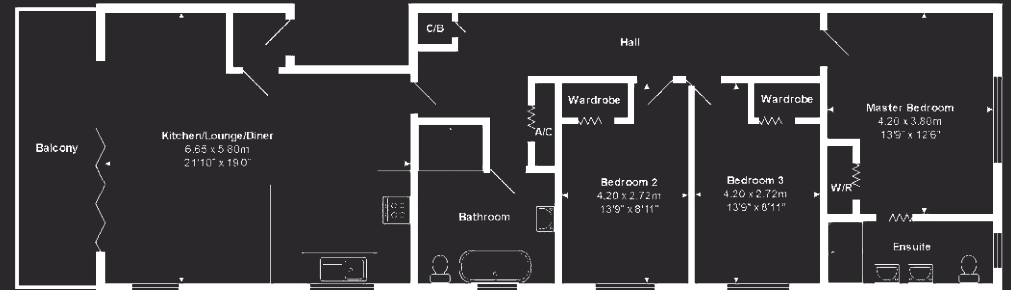 C/B
Hall
Balcony
Kitchen/Lounge/Diner
6.65 x 5.80m
21'10" x 19'0"
A/C
Wardrobe
Wardrobe
Master Bedroom
4.20 x 3.80m
13'9" x 12'6"
Bedroom 2
4.20 x 2.72m
13'9" x 8'11"
Bedroom 3
4.20 x 2.72m
13'9" x 8'11"
W/R
Bathroom
Ensuite